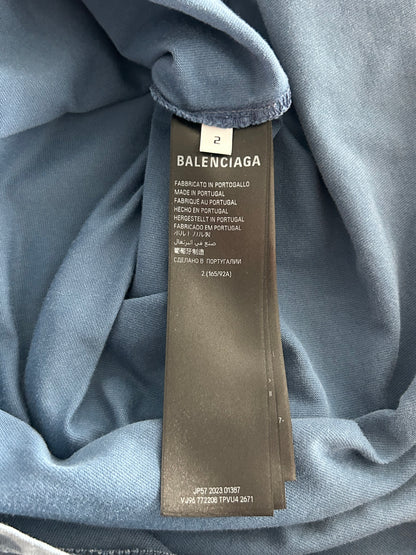 2
BALENCIAGA
FABBRICATO IN PORTOGALLO
MADE IN PORTUGAL
FABRIQUÉ AU PORTUGAL
HECHO EN PORTUGAL
HERGESTELLT IN PORTUGAL
FABRICADO EM PORTUGAL
ポルトガル製
صنع في البرتغال
葡萄牙制造
СДЕЛАНО В ПОРТУГАЛИИ
2 (165/92A)
JP57 2023 01387
VJ96 772208 TPVU4 2671